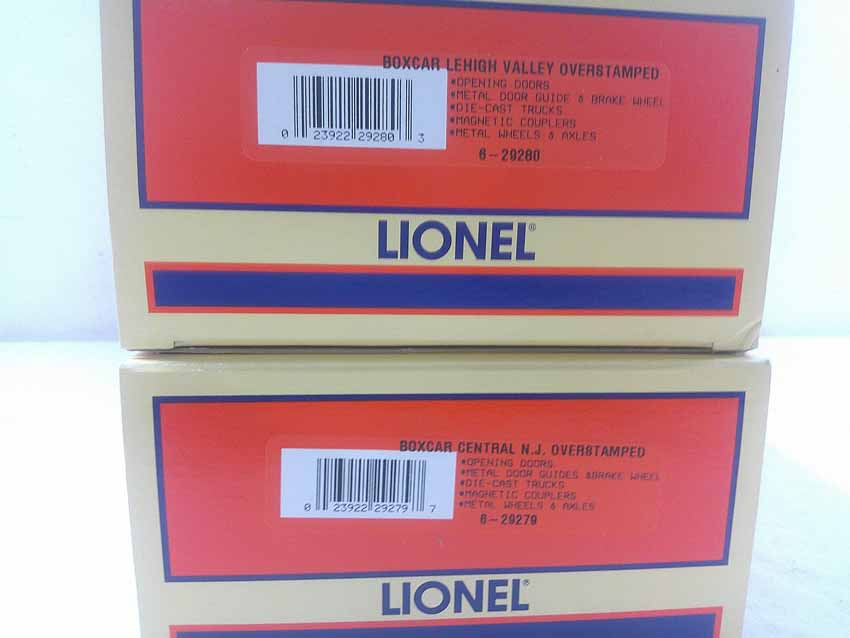 BOXCAR LEHIGH VALLEY OVERSTAMPED
*OPENING DOORS
*METAL DOOR GUIDE & BRAKE WHEEL
*DIE-CAST TRUCKS
*MAGNETIC COUPLERS
*METAL WHEELS & AXLES
0 23922 29280 3
6-29280
LIONEL®
BOXCAR CENTRAL N.J. OVERSTAMPED
*OPENING DOORS
*METAL DOOR GUIDES &BRAKE WHEEL
*DIE-CAST TRUCKS
*MAGNETIC COUPLERS
*METAL WHEELS & AXLES
0 23922 29279 7
6-29279
LIONEL®